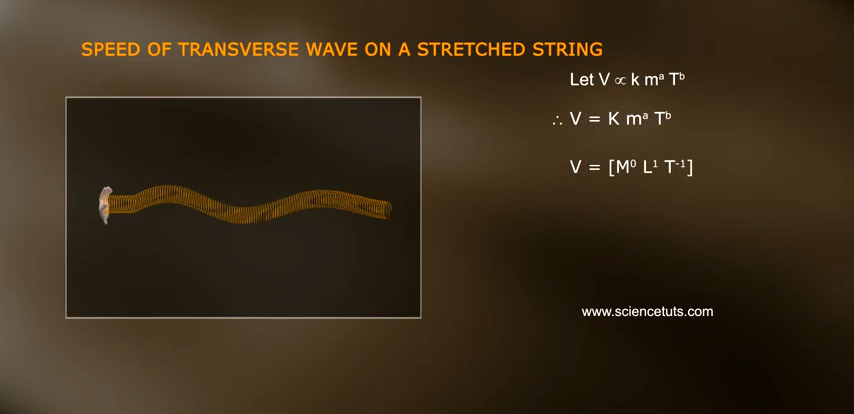 SPEED OF TRANSVERSE WAVE ON A STRETCHED STRING
Let V ∝ k mᵃ Tᵇ
∴ V = K mᵃ Tᵇ
V = [M⁰ L¹ T⁻¹]
www.sciencetuts.com